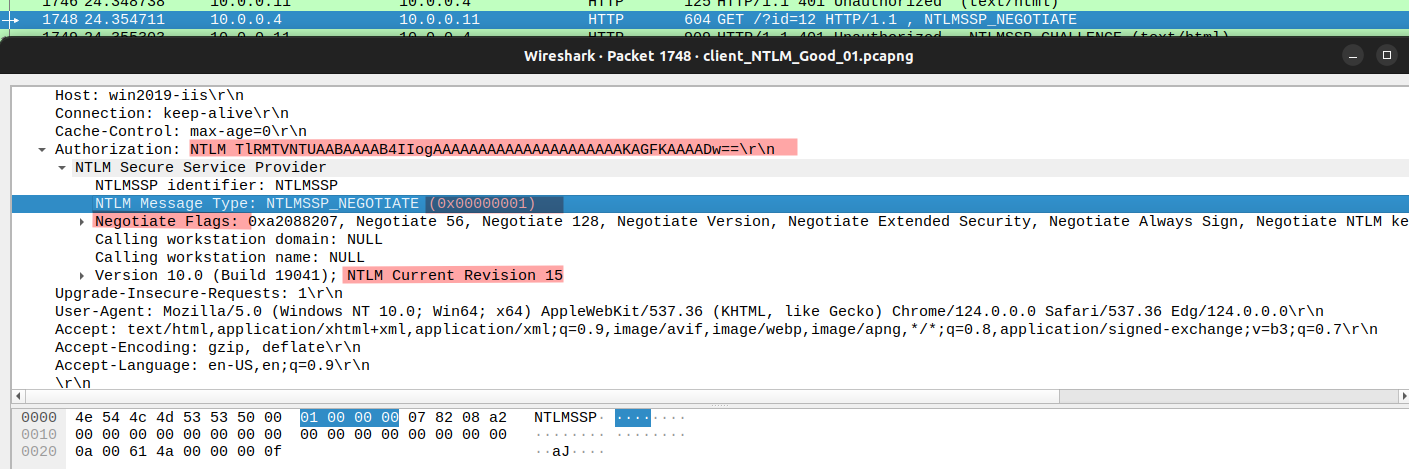 1746 24.348738 10.0.0.11 10.0.0.4 HTTP 125 HTTP/1.1 401 Unauthorized (text/html)
1748 24.354711 10.0.0.4 10.0.0.11 HTTP 604 GET /?id=12 HTTP/1.1 , NTLMSSP_NEGOTIATE
1749 24.355303 10.0.0.11 10.0.0.4 HTTP 909 HTTP/1.1 401 Unauthorized , NTLMSSP_CHALLENGE (text/html)
Wireshark · Packet 1748 · client_NTLM_Good_01.pcapng
Host: win2019-iis\r\n
Connection: keep-alive\r\n
Cache-Control: max-age=0\r\n
Authorization: NTLM TlRMTVNTUAABAAAAB4IIogAAAAAAAAAAAAAAAAAAAAAKAGFKAAAADw==\r\n
NTLM Secure Service Provider
NTLMSSP identifier: NTLMSSP
NTLM Message Type: NTLMSSP_NEGOTIATE (0x00000001)
Negotiate Flags: 0xa2088207, Negotiate 56, Negotiate 128, Negotiate Version, Negotiate Extended Security, Negotiate Always Sign, Negotiate NTLM ke
Calling workstation domain: NULL
Calling workstation name: NULL
Version 10.0 (Build 19041); NTLM Current Revision 15
Upgrade-Insecure-Requests: 1\r\n
User-Agent: Mozilla/5.0 (Windows NT 10.0; Win64; x64) AppleWebKit/537.36 (KHTML, like Gecko) Chrome/124.0.0.0 Safari/537.36 Edg/124.0.0.0\r\n
Accept: text/html,application/xhtml+xml,application/xml;q=0.9,image/avif,image/webp,image/apng,*/*;q=0.8,application/signed-exchange;v=b3;q=0.7\r\n
Accept-Encoding: gzip, deflate\r\n
Accept-Language: en-US,en;q=0.9\r\n
\r\n
0000 4e 54 4c 4d 53 53 50 00 01 00 00 00 07 82 08 a2 NTLMSSP· ········
0010 00 00 00 00 00 00 00 00 00 00 00 00 00 00 00 00 ········ ········
0020 0a 00 61 4a 00 00 00 0f ··aJ····